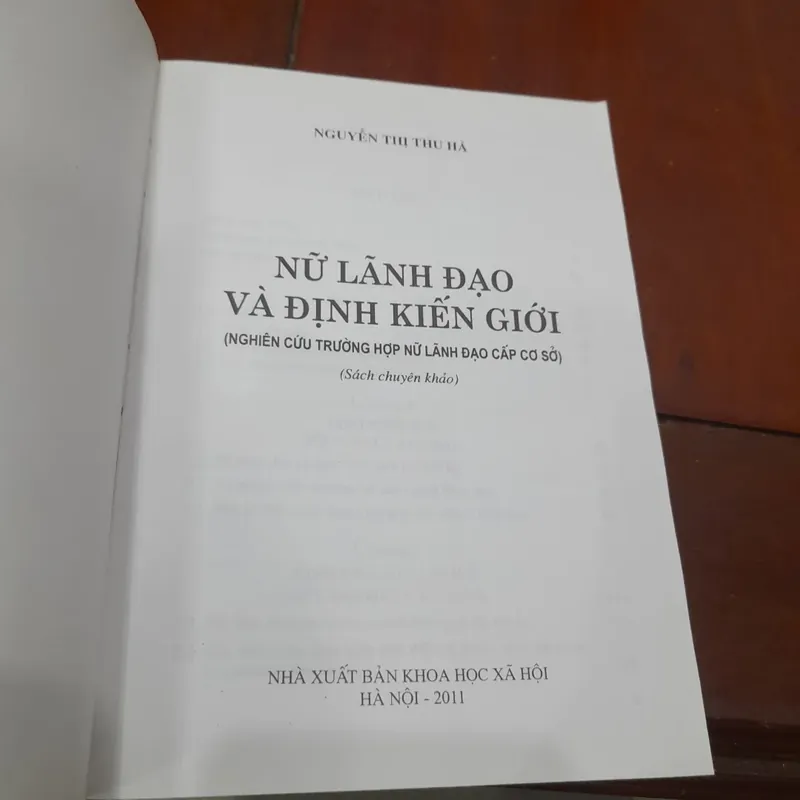 NGUYỄN THỊ THU HÀ
NỮ LÃNH ĐẠO
VÀ ĐỊNH KIẾN GIỚI
(NGHIÊN CỨU TRƯỜNG HỢP NỮ LÃNH ĐẠO CẤP CƠ SỞ)
(Sách chuyên khảo)
NHÀ XUẤT BẢN KHOA HỌC XÃ HỘI
HÀ NỘI - 2011